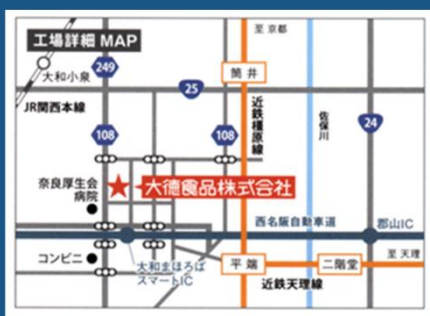 工場詳細 MAP
至 京都
249
大和小泉
筒井
25
JR関西本線
近鉄橿原線
佐保川
24
108
108
奈良厚生会
病院
大徳食品株式会社
西名阪自動車道
郡山IC
コンビニ
大和まほろば
スマートIC
平端
二階堂
至 天理
近鉄天理線